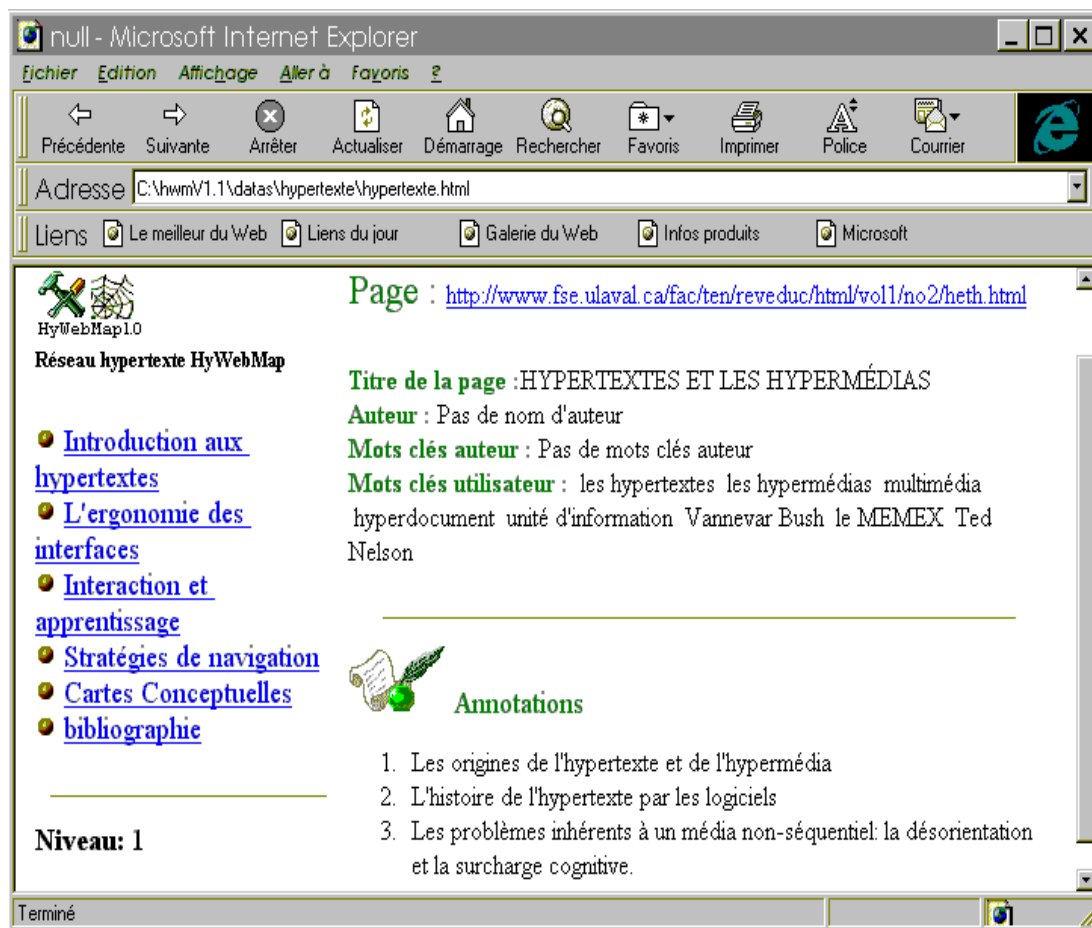 null - Microsoft Internet Explorer
Fichier Edition Affichage Aller à Favoris ?
Précédente Suivante Arrêter Actualiser Démarrage Rechercher Favoris Imprimer Police Courrier
Adresse C:\hwmV1.1\datas\hypertexte\hypertexte.html
Liens Le meilleur du Web Liens du jour Galerie du Web Infos produits Microsoft
HyWebMap1.0
Réseau hypertexte HyWebMap
Introduction aux
hypertextes
L'ergonomie des
interfaces
Interaction et
apprentissage
Stratégies de navigation
Cartes Conceptuelles
bibliographie
Niveau: 1
Page : http://www.fse.ulaval.ca/fac/ten/reveduc/html/vol1/no2/heth.html
Titre de la page :HYPERTEXTES ET LES HYPERMÉDIAS
Auteur : Pas de nom d'auteur
Mots clés auteur : Pas de mots clés auteur
Mots clés utilisateur : les hypertextes les hypermédias multimédia
hyperdocument unité d'information Vannevar Bush le MEMEX Ted
Nelson
Annotations
1. Les origines de l'hypertexte et de l'hypermédia
2. L'histoire de l'hypertexte par les logiciels
3. Les problèmes inhérents à un média non-séquentiel: la désorientation
et la surcharge cognitive.
Terminé